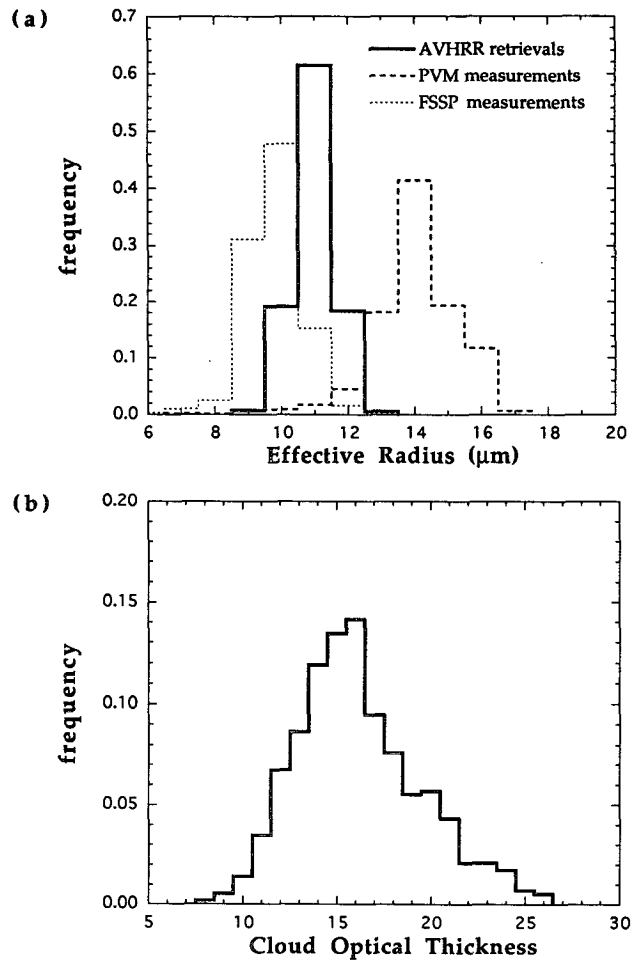 (a)
0.7
0.6
0.5
0.4
0.3
0.2
0.1
0.0
frequency
AVHRR retrievals
PVM measurements
FSSP measurements
6 8 10 12 14 16 18 20
Effective Radius (µm)
(b)
0.20
0.15
0.10
0.05
0.00
frequency
5 10 15 20 25 30
Cloud Optical Thickness